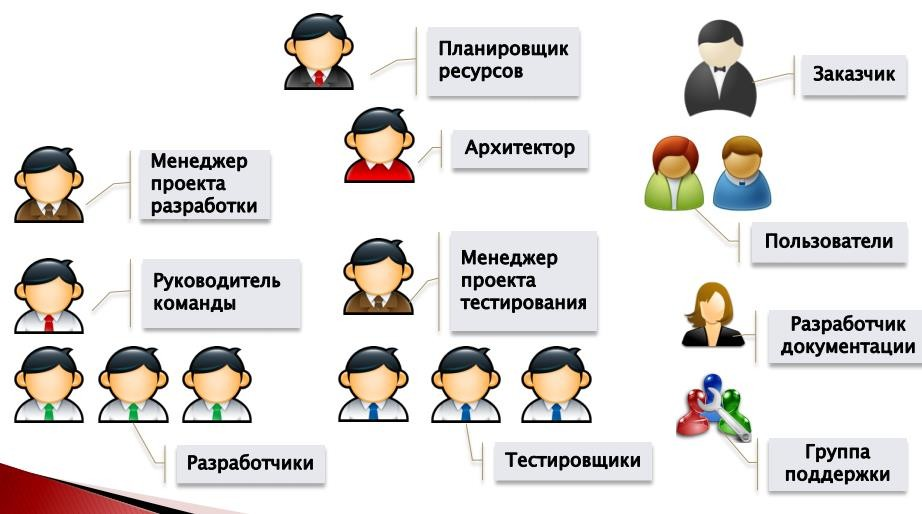 Планировщик
ресурсов
Заказчик
Архитектор
Менеджер
проекта
разработки
Пользователи
Руководитель
команды
Менеджер
проекта
тестирования
Разработчик
документации
Разработчики
Тестировщики
Группа
поддержки